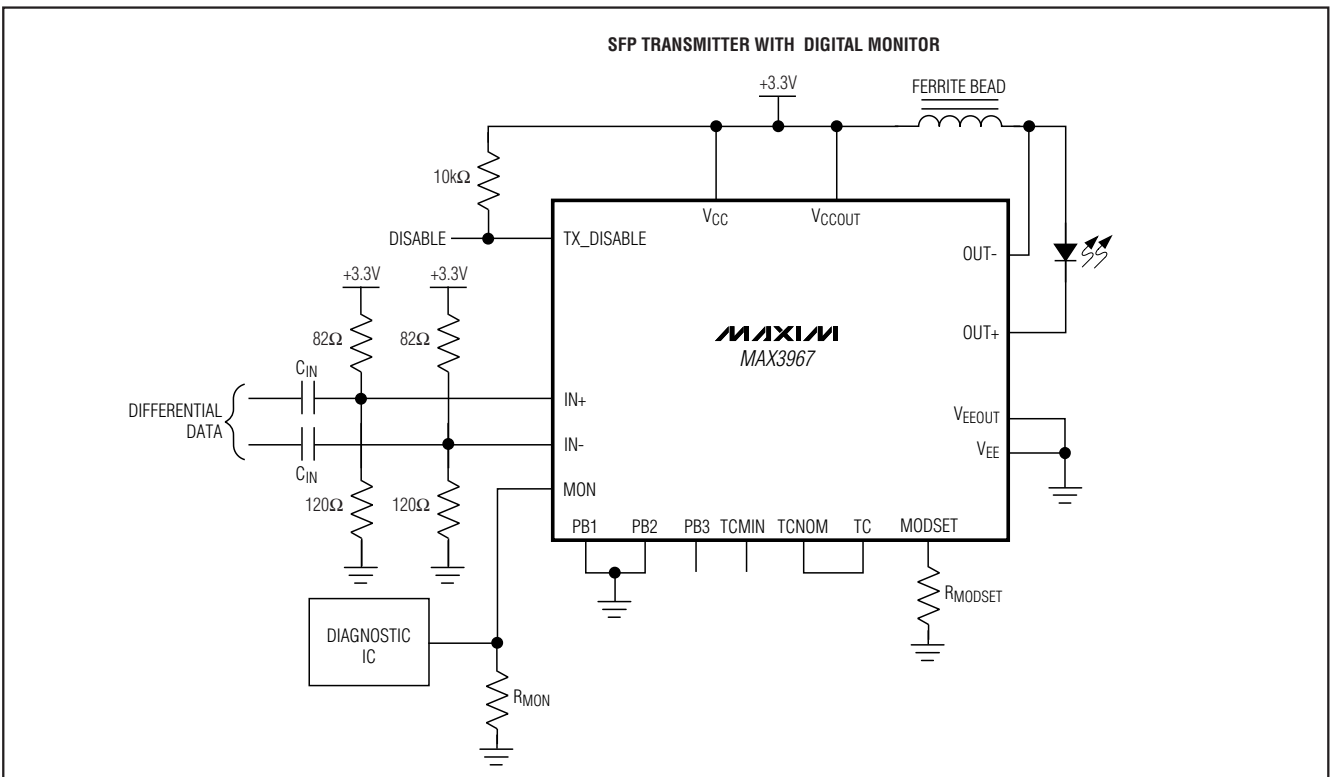 SFP TRANSMITTER WITH DIGITAL MONITOR
+3.3V
FERRITE BEAD
10kΩ
VCC
VCCOUT
DISABLE
TX_DISABLE
OUT-
+3.3V
+3.3V
82Ω
82Ω
MAXIM
MAX3967
OUT+
CIN
DIFFERENTIAL
DATA
IN+
IN-
CIN
VEEOUT
VEE
120Ω
120Ω
MON
PB1
PB2
PB3
TCMIN
TCNOM
TC
MODSET
RMODSET
DIAGNOSTIC
IC
RMON